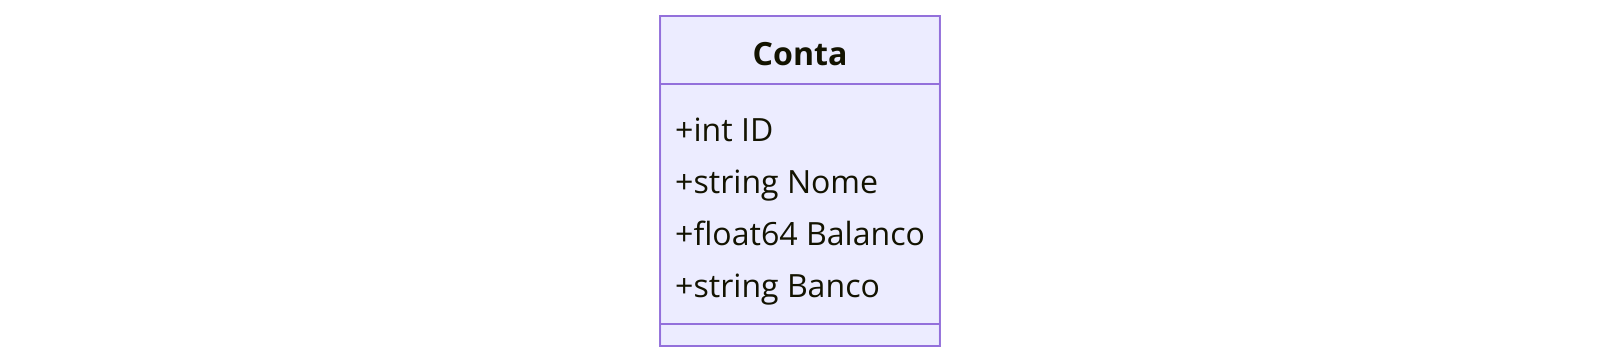 Conta
+int ID
+string Nome
+float64 Balanco
+string Banco